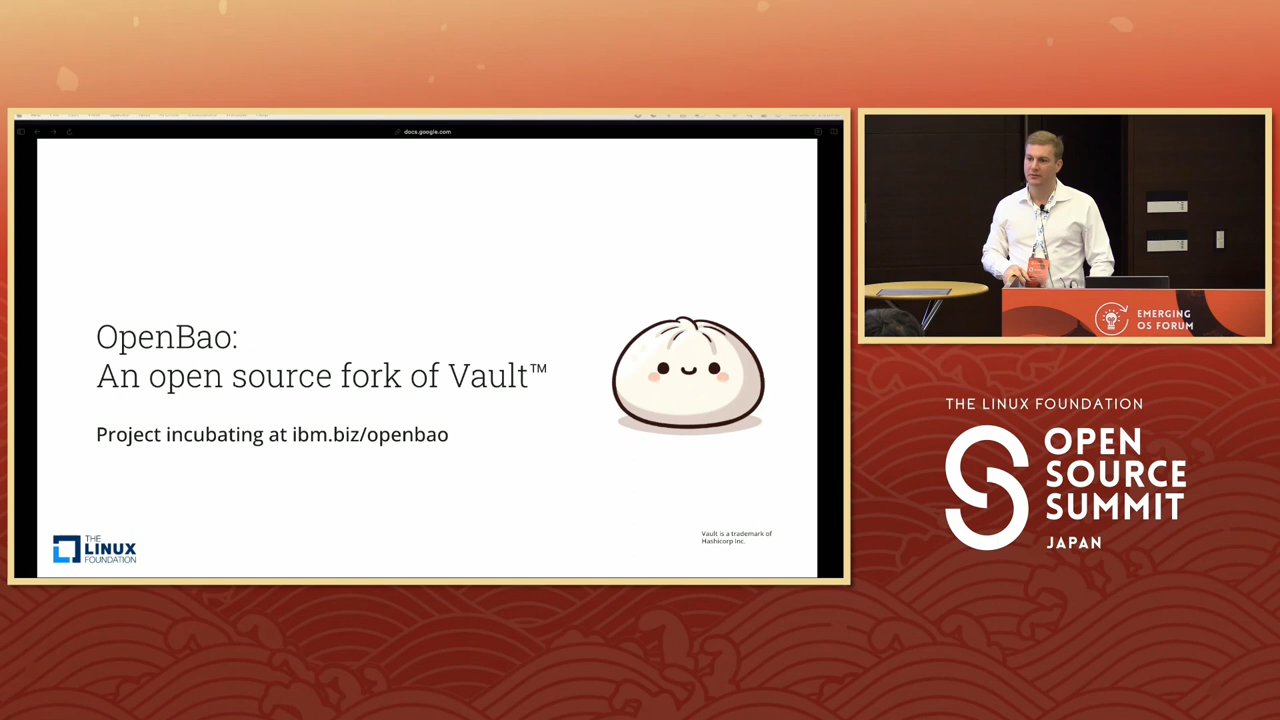 docs.google.com
OpenBao:
An open source fork of Vault™
Project incubating at ibm.biz/openbao
THE
LINUX
FOUNDATION
Vault is a trademark of
Hashicorp Inc.
EMERGING
OS FORUM
THE LINUX FOUNDATION
OPEN
SOURCE
SUMMIT
JAPAN